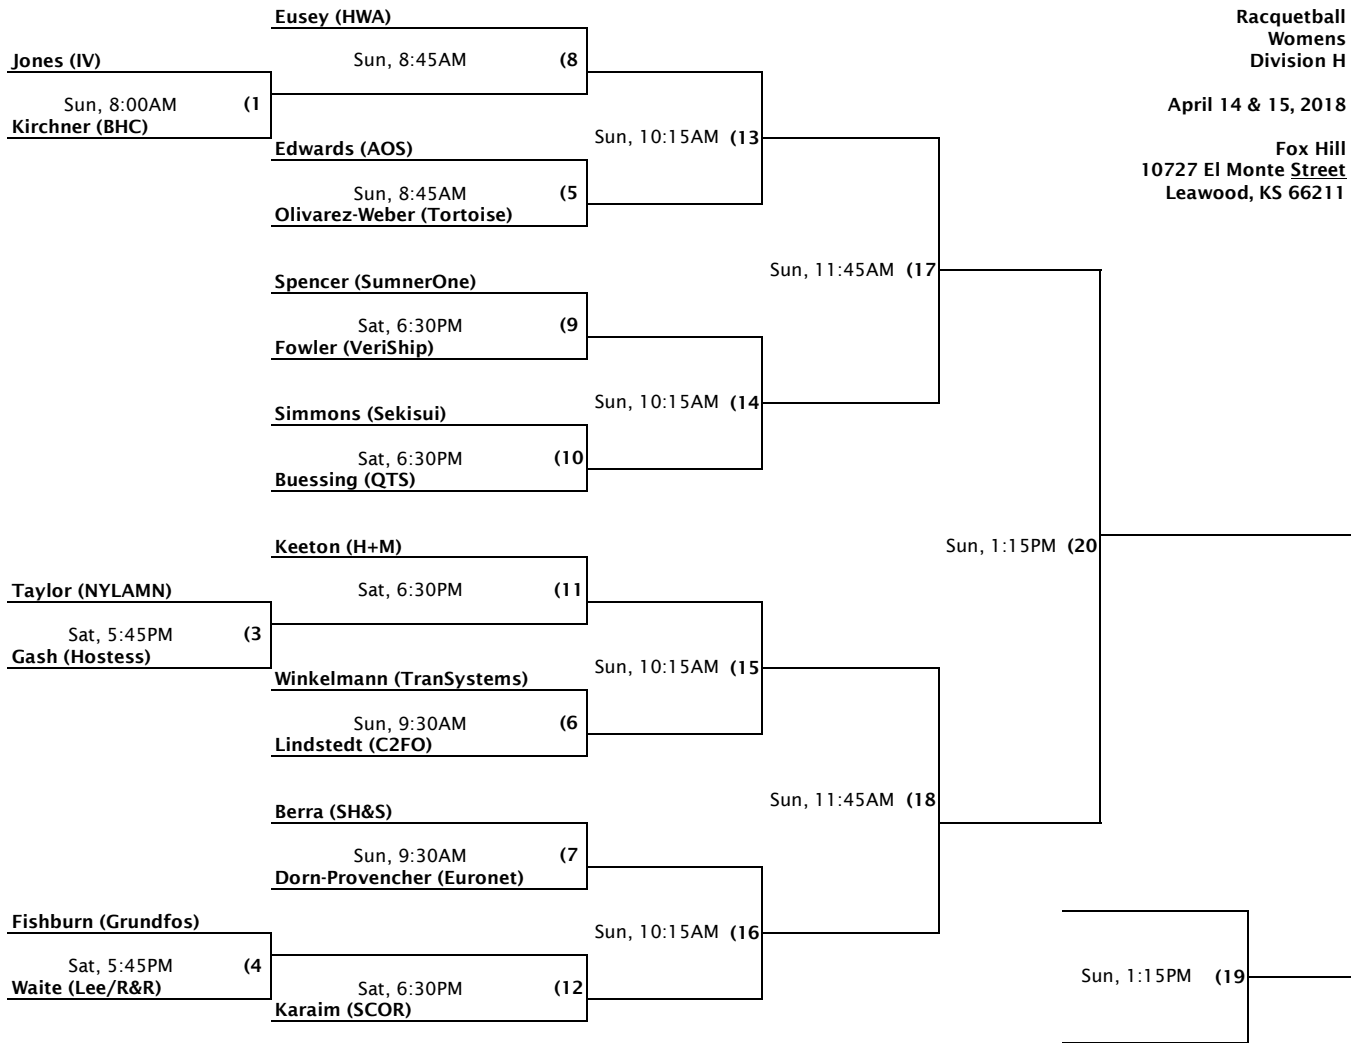 Eusey (HWA)
Racquetball
Womens
Division H
Jones (IV)
Sun, 8:45AM (8
Sun, 8:00AM (1
Kirchner (BHC)
April 14 & 15, 2018
Sun, 10:15AM (13
Edwards (AOS)
Fox Hill
10727 El Monte Street
Leawood, KS 66211
Sun, 8:45AM (5
Olivarez-Weber (Tortoise)
Sun, 11:45AM (17
Spencer (SumnerOne)
Sat, 6:30PM (9
Fowler (VeriShip)
Sun, 10:15AM (14
Simmons (Sekisui)
Sat, 6:30PM (10
Buessing (QTS)
Sun, 1:15PM (20
Keeton (H+M)
Taylor (NYLAMN)
Sat, 6:30PM (11
Sat, 5:45PM (3
Gash (Hostess)
Sun, 10:15AM (15
Winkelmann (TranSystems)
Sun, 9:30AM (6
Lindstedt (C2FO)
Sun, 11:45AM (18
Berra (SH&S)
Sun, 9:30AM (7
Dorn-Provencher (Euronet)
Fishburn (Grundfos)
Sun, 10:15AM (16
Sat, 5:45PM (4
Waite (Lee/R&R)
Sat, 6:30PM (12
Karaim (SCOR)
Sun, 1:15PM (19